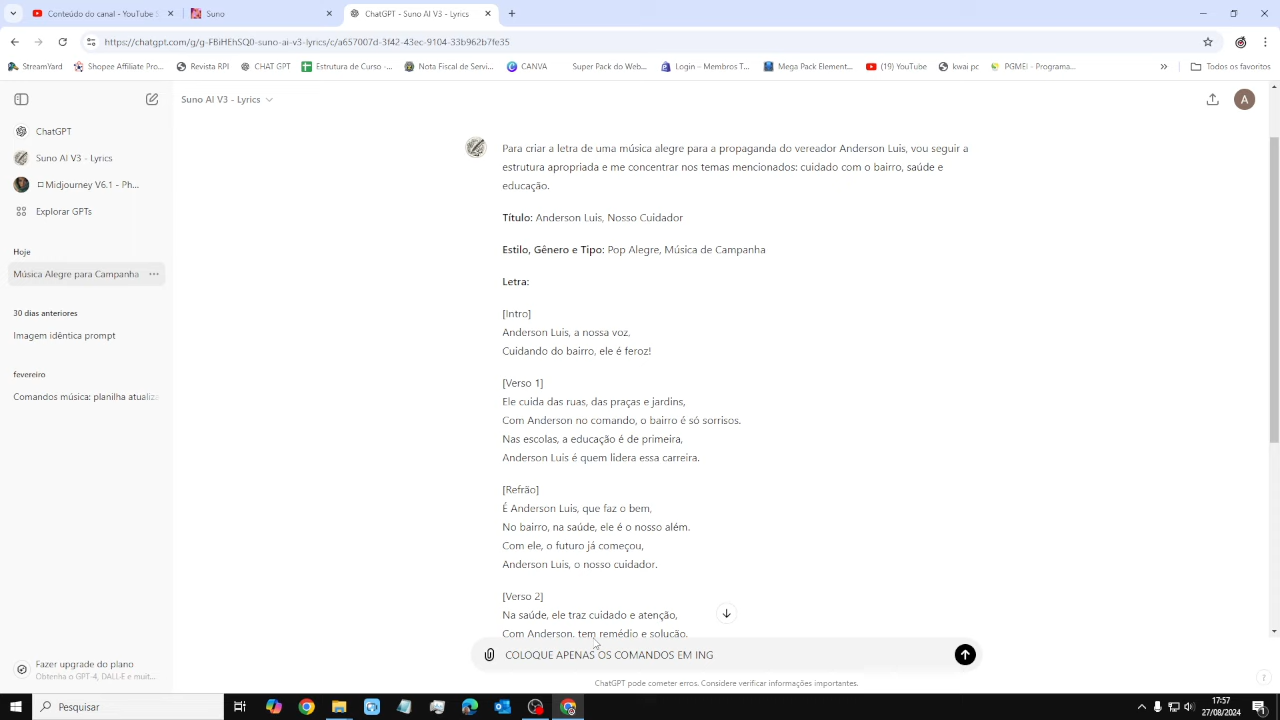 Conteúdo do canal - YouTube S
Suno
ChatGPT - Suno AI V3 - Lyrics
https://chatgpt.com/g/g-FBiHEhSQ0-suno-ai-v3-lyrics/c/a657007d-3f42-43ec-9104-33b962b7fe35
StreamYard
Shopee Affiliate Pro...
Revista RPI
CHAT GPT
Estrutura de Curso -...
Nota Fiscal de Servi...
CANVA
Super Pack do Web...
Login – Membros T...
Mega Pack Element...
(19) YouTube
kwai pc
PGMEI - Programa...
Todos os favoritos
Suno AI V3 - Lyrics
A
ChatGPT
Suno AI V3 - Lyrics
Midjourney V6.1 - Ph...
Explorar GPTs
Hoje
Música Alegre para Campanha
30 dias anteriores
Imagem idêntica prompt
fevereiro
Comandos música: planilha atualiza
Fazer upgrade do plano
Obtenha o GPT-4, DALL·E e muit...
Para criar a letra de uma música alegre para a propaganda do vereador Anderson Luis, vou seguir a
estrutura apropriada e me concentrar nos temas mencionados: cuidado com o bairro, saúde e
educação.
Título: Anderson Luis, Nosso Cuidador
Estilo, Gênero e Tipo: Pop Alegre, Música de Campanha
Letra:
[Intro]
Anderson Luis, a nossa voz,
Cuidando do bairro, ele é feroz!
[Verso 1]
Ele cuida das ruas, das praças e jardins,
Com Anderson no comando, o bairro é só sorrisos.
Nas escolas, a educação é de primeira,
Anderson Luis é quem lidera essa carreira.
[Refrão]
É Anderson Luis, que faz o bem,
No bairro, na saúde, ele é o nosso além.
Com ele, o futuro já começou,
Anderson Luis, o nosso cuidador.
[Verso 2]
Na saúde, ele traz cuidado e atenção,
Com Anderson, tem remédio e solução.
COLOQUE APENAS OS COMANDOS EM ING
ChatGPT pode cometer erros. Considere verificar informações importantes.
?
Pesquisar
17:57
27/08/2024